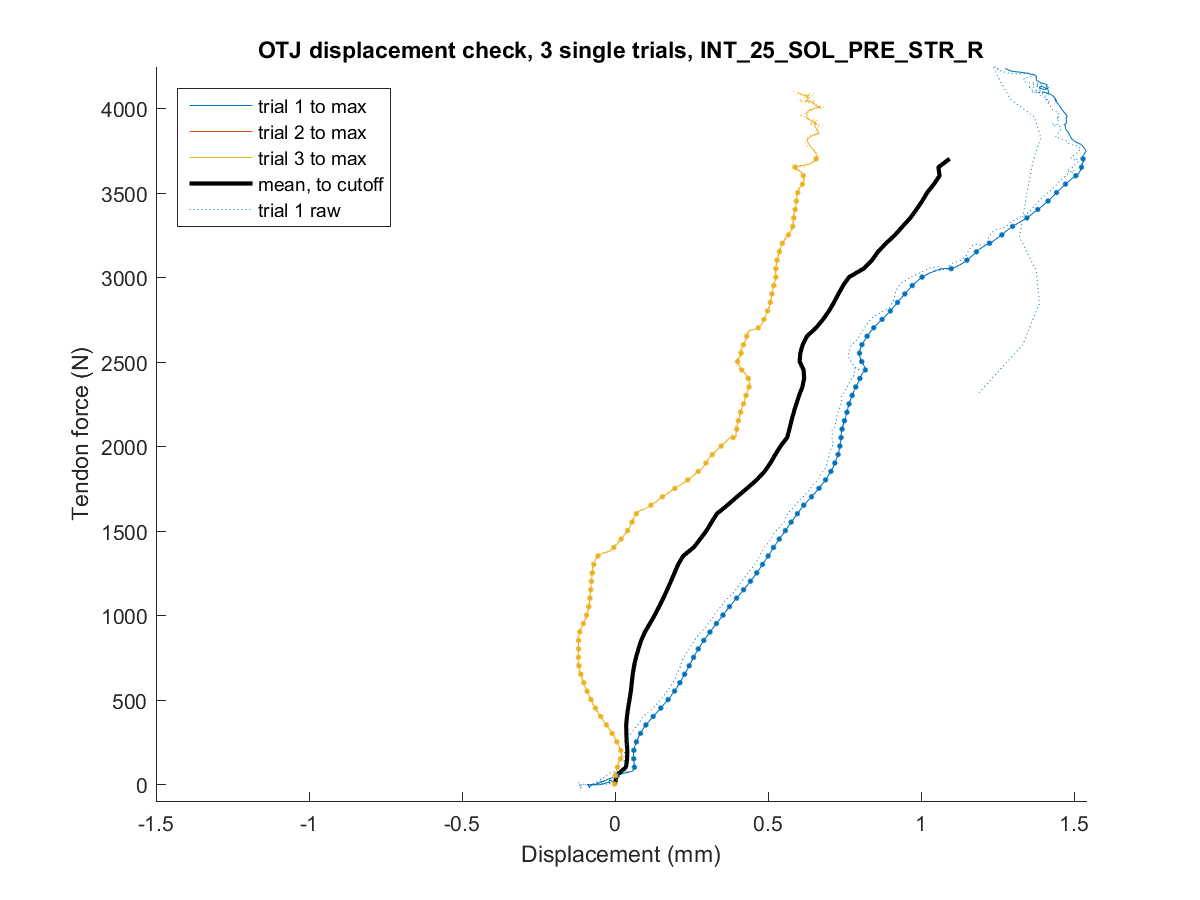 OTJ displacement check, 3 single trials, INT_25_SOL_PRE_STR_R
trial 1 to max
trial 2 to max
trial 3 to max
mean, to cutoff
trial 1 raw
Tendon force (N)
4000
3500
3000
2500
2000
1500
1000
500
0
-1.5 -1 -0.5 0 0.5 1 1.5
Displacement (mm)